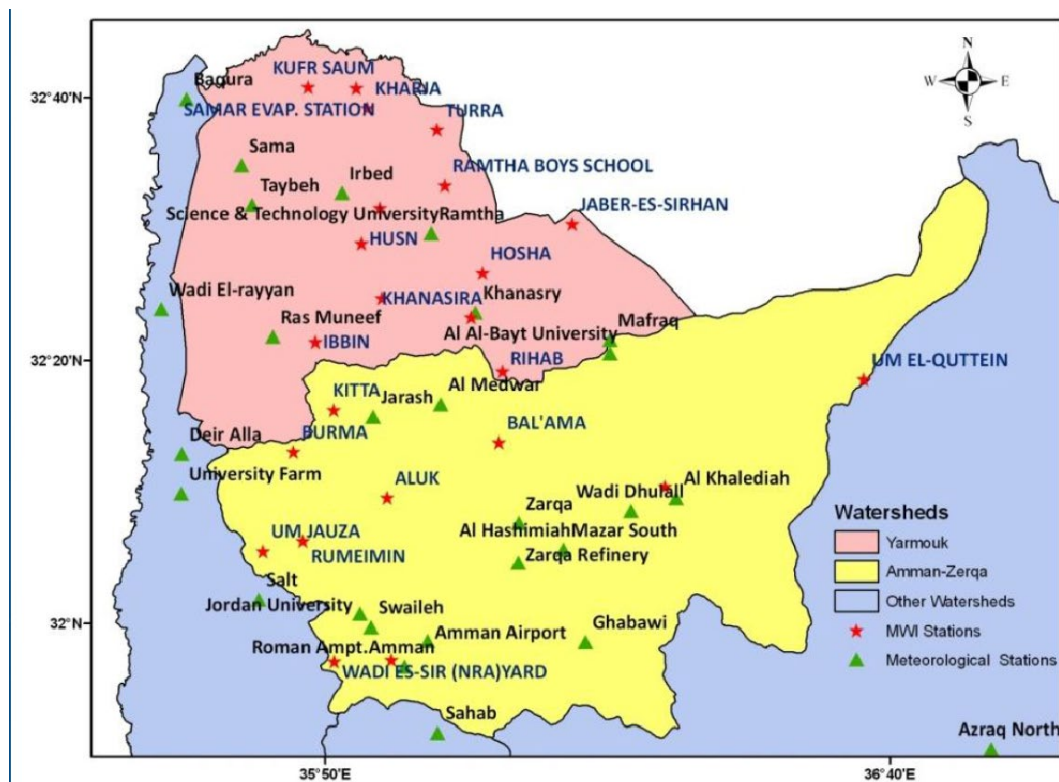 N
W E
S
KUFR SAUM
KHARJA
Baqura
32°40'
SAMAR EVAP. STATION
TURRA
Sama
RAMTHA BOYS SCHOOL
Taybeh
Irbed
JABER-ES-SIRHAN
Science & Technology University
Ramtha
HUSN
HOSHA
Wadi El-rayyan
KHANASIRA
Khanasry
Ras Muneef
Al Al-Bayt University
Mafraq
IBBIN
RIHAB
32°20'
UM EL-QUTTEIN
KITTA
Jarash
Al Medwar
BURMA
BAL'AMA
Deir Alla
University Farm
ALUK
Al Khalediah
Wadi Dhulall
Zarqa
Al Hashimiah
Mazar South
UM JAUZA
RUMEIMIN
Zarqa Refinery
Salt
Jordan University
Swaileh
32°N
Amman Airport
Ghabawi
Roman Ampt.
Amman
WADI ES-SIR (NRA)YARD
Sahab
Azraq North
Watersheds
Yarmouk
Amman-Zerqa
Other Watersheds
MWI Stations
Meteorological Stations
35°50'E
36°40'E